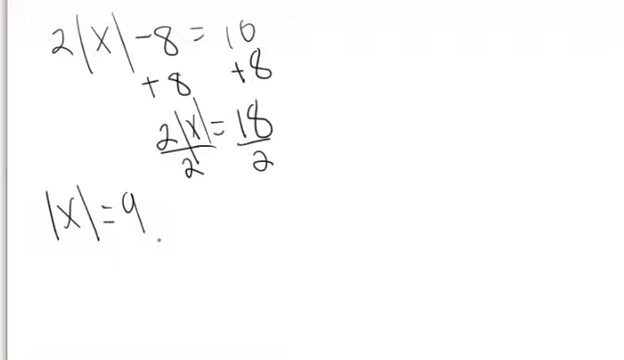 2|x| -8 = 10
+8 +8
2|x| = 18
2 2
|x| = 9